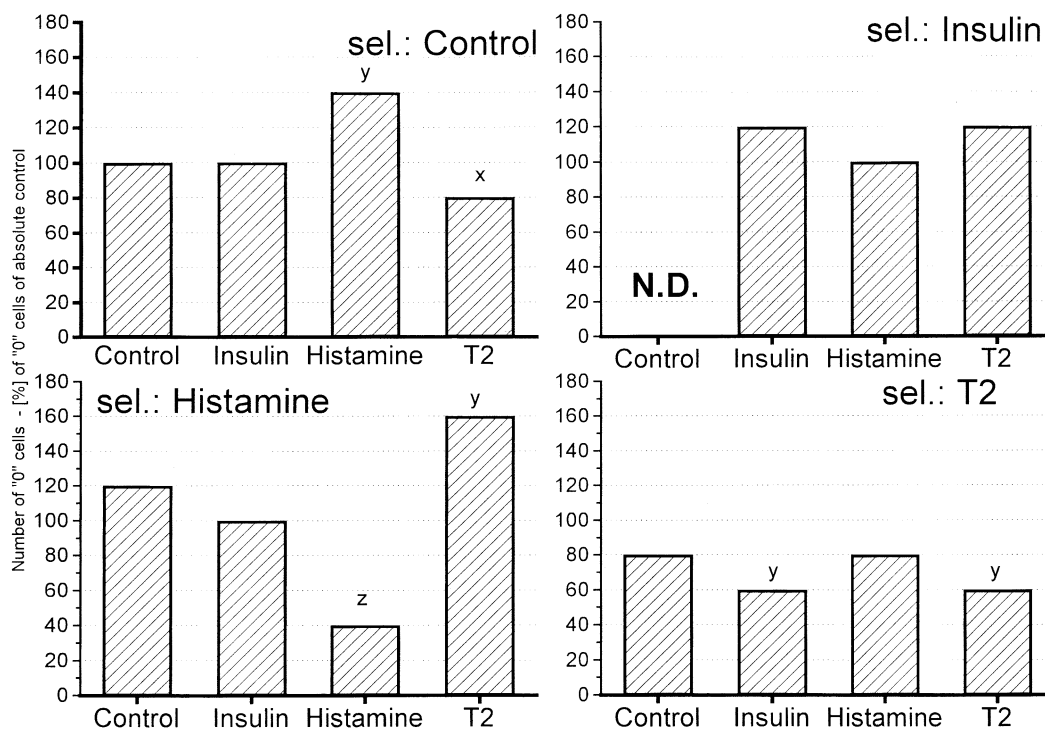 Number of "0" cells - [%] of "0" cells of absolute control
sel.: Control
180
160
140
120
100
80
60
40
20
0
y
x
Control Insulin Histamine T2
sel.: Insulin
180
160
140
120
100
80
60
40
20
0
N.D.
Insulin Histamine T2
Control
sel.: Histamine
180
160
140
120
100
80
60
40
20
0
y
z
Control Insulin Histamine T2
sel.: T2
180
160
140
120
100
80
60
40
20
0
y y
Control Insulin Histamine T2